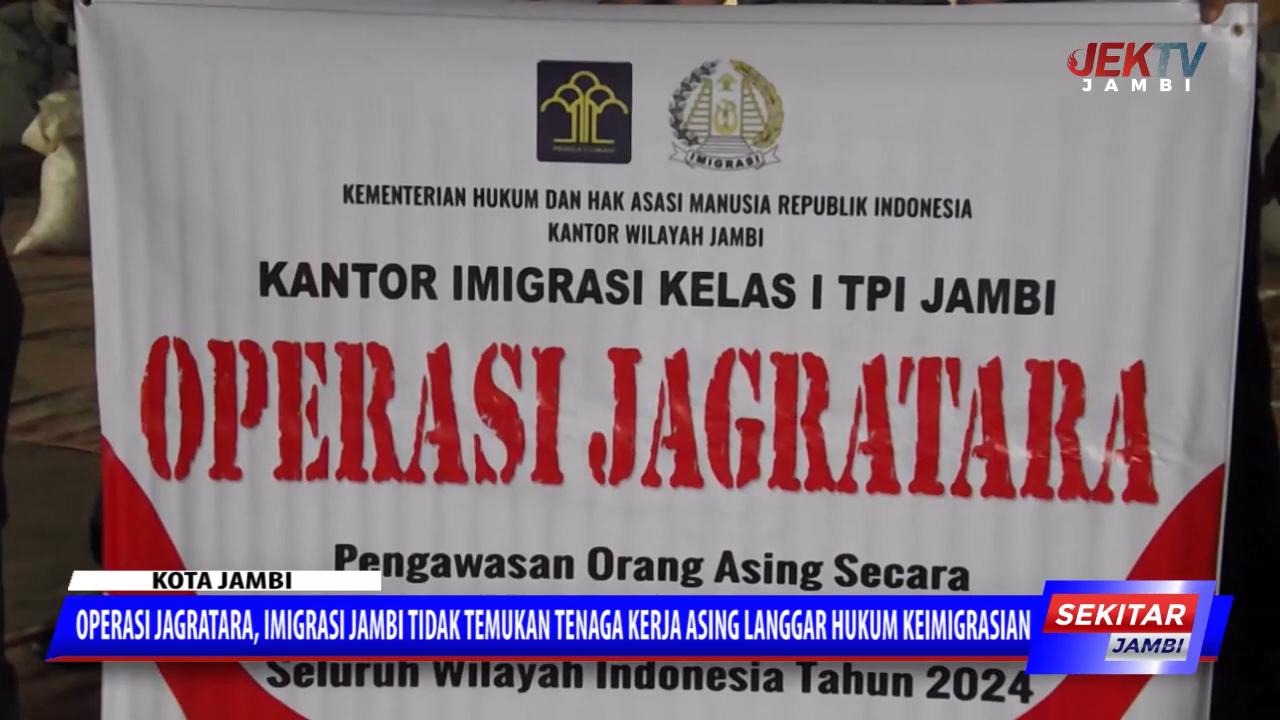 JEKTV
JAMBI
IMIGRASI
KEMENTERIAN HUKUM DAN HAK ASASI MANUSIA REPUBLIK INDONESIA
KANTOR WILAYAH JAMBI
KANTOR IMIGRASI KELAS I TPI JAMBI
OPERASI JAGRATARA
Pengawasan Orang Asing Secara
KOTA JAMBI
OPERASI JAGRATARA, IMIGRASI JAMBI TIDAK TEMUKAN TENAGA KERJA ASING LANGGAR HUKUM KEIMIGRASIAN
SEKITAR
JAMBI
Seluruh Wilayah Indonesia Tahun 2024